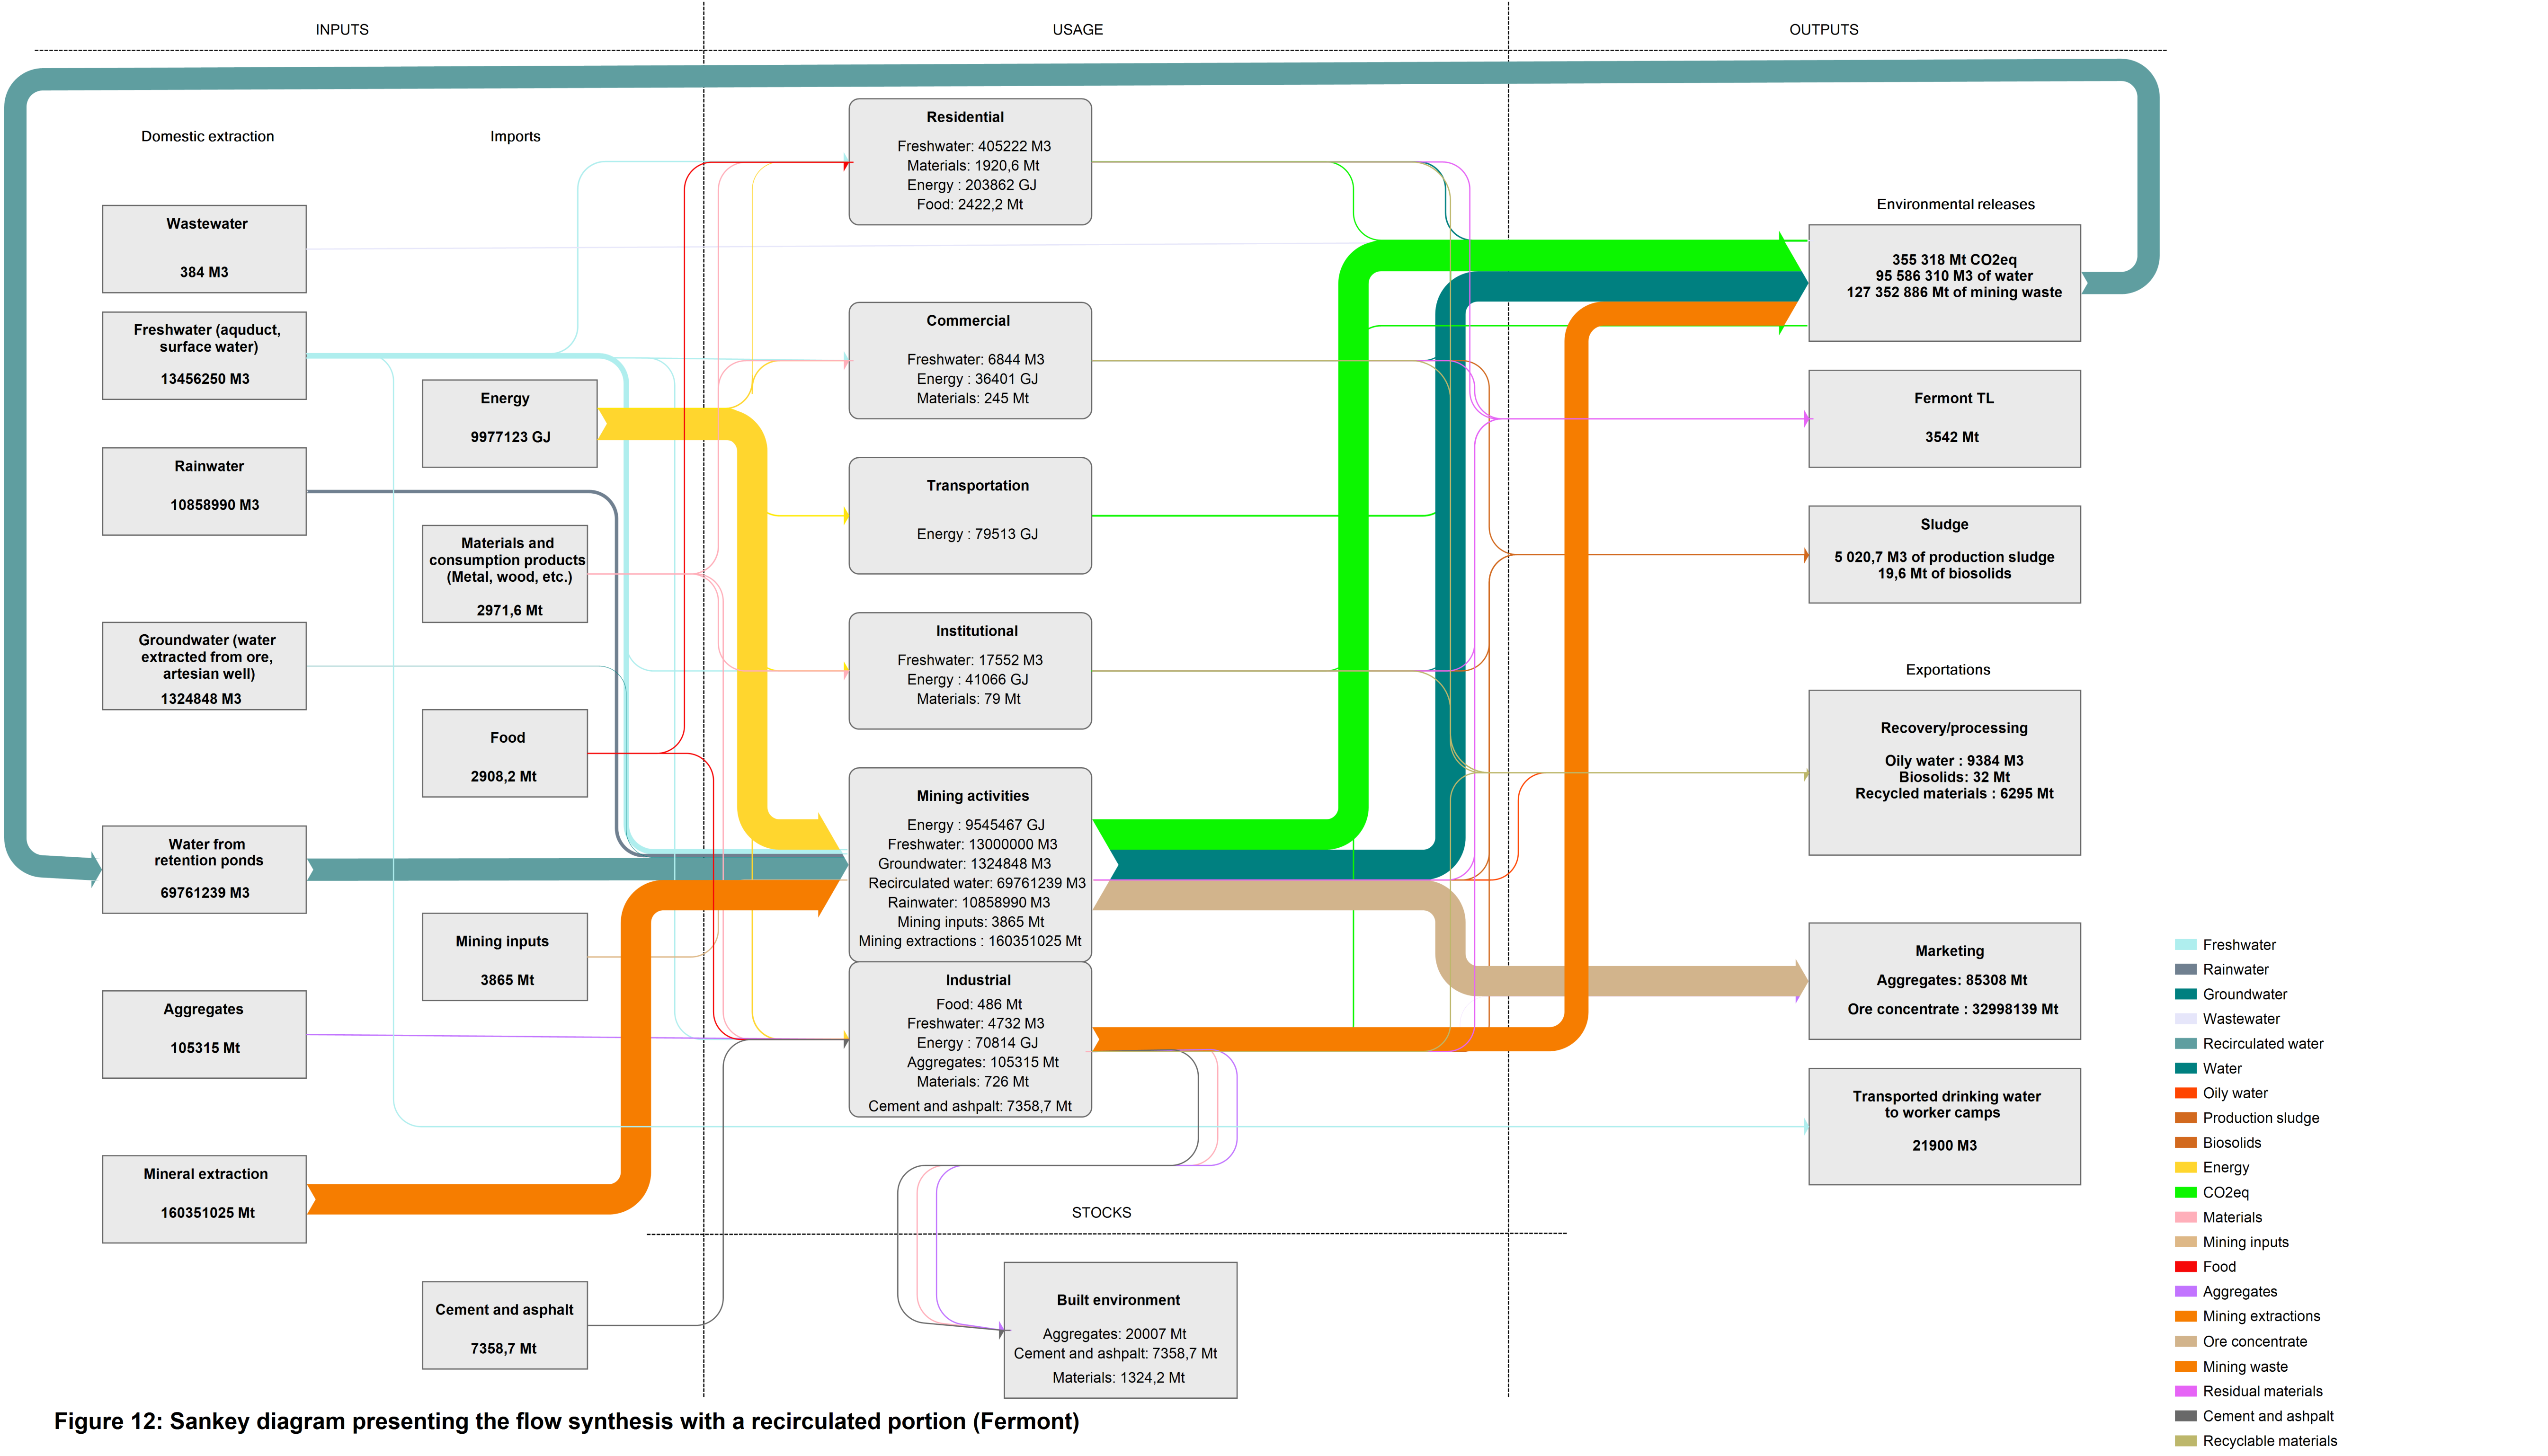 INPUTS
USAGE
OUTPUTS
Domestic extraction
Imports
Wastewater
384 M3
Freshwater (aquduct,
surface water)
13456250 M3
Rainwater
10858990 M3
Groundwater (water
extracted from ore,
artesian well)
1324848 M3
Water from
retention ponds
69761239 M3
Aggregates
105315 Mt
Mineral extraction
160351025 Mt
Energy
9977123 GJ
Materials and
consumption products
(Metal, wood, etc.)
2971,6 Mt
Food
2908,2 Mt
Mining inputs
3865 Mt
Cement and asphalt
7358,7 Mt
Residential
Freshwater: 405222 M3
Materials: 1920,6 Mt
Energy : 203862 GJ
Food: 2422,2 Mt
Commercial
Freshwater: 6844 M3
Energy : 36401 GJ
Materials: 245 Mt
Transportation
Energy : 79513 GJ
Institutional
Freshwater: 17552 M3
Energy : 41066 GJ
Materials: 79 Mt
Mining activities
Energy : 9545467 GJ
Freshwater: 13000000 M3
Groundwater: 1324848 M3
Recirculated water: 69761239 M3
Rainwater: 10858990 M3
Mining inputs: 3865 Mt
Mining extractions : 160351025 Mt
Industrial
Food: 486 Mt
Freshwater: 4732 M3
Energy : 70814 GJ
Aggregates: 105315 Mt
Materials: 726 Mt
Cement and ashpalt: 7358,7 Mt
STOCKS
Built environment
Aggregates: 20007 Mt
Cement and ashpalt: 7358,7 Mt
Materials: 1324,2 Mt
Environmental releases
355 318 Mt CO2eq
95 586 310 M3 of water
127 352 886 Mt of mining waste
Fermont TL
3542 Mt
Sludge
5 020,7 M3 of production sludge
19,6 Mt of biosolids
Exportations
Recovery/processing
Oily water : 9384 M3
Biosolids: 32 Mt
Recycled materials : 6295 Mt
Marketing
Aggregates: 85308 Mt
Ore concentrate : 32998139 Mt
Transported drinking water
to worker camps
21900 M3
Freshwater
Rainwater
Groundwater
Wastewater
Recirculated water
Water
Oily water
Production sludge
Biosolids
Energy
CO2eq
Materials
Mining inputs
Food
Aggregates
Mining extractions
Ore concentrate
Mining waste
Residual materials
Cement and ashpalt
Recyclable materials
Figure 12: Sankey diagram presenting the flow synthesis with a recirculated portion (Fermont)